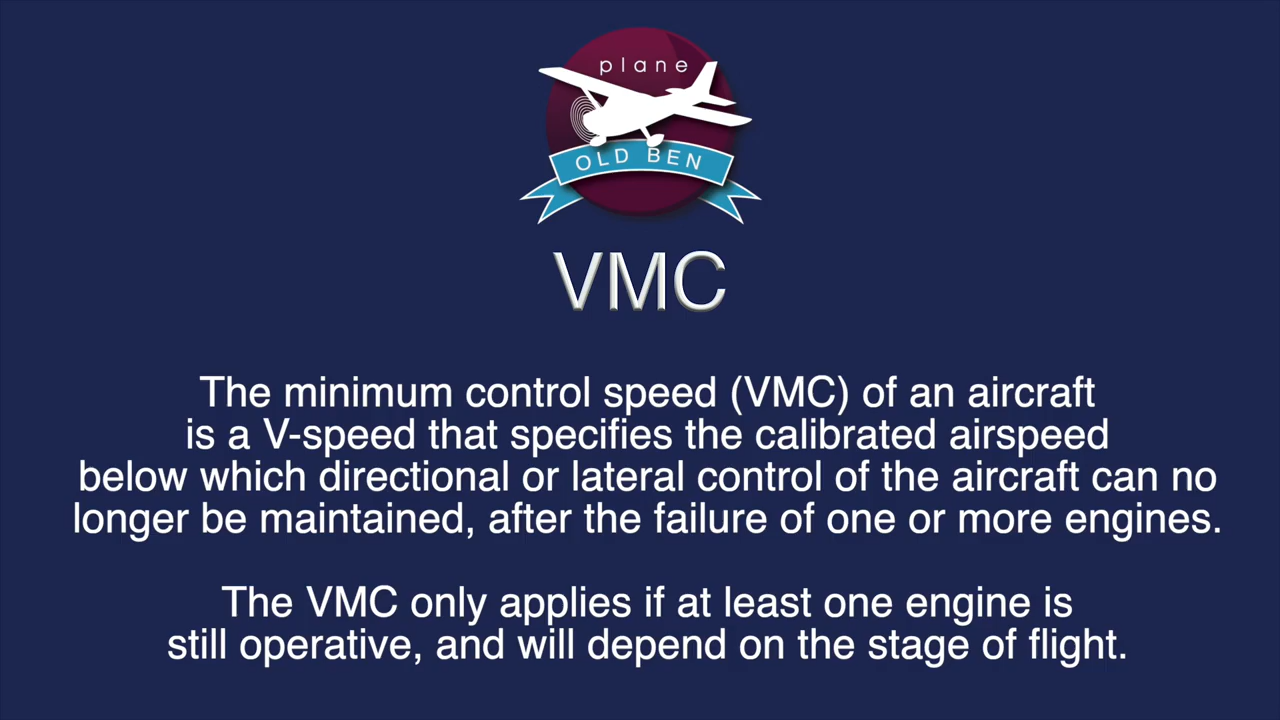 plane
OLD BEN
VMC
The minimum control speed (VMC) of an aircraft
is a V-speed that specifies the calibrated airspeed
below which directional or lateral control of the aircraft can no
longer be maintained, after the failure of one or more engines.
The VMC only applies if at least one engine is
still operative, and will depend on the stage of flight.